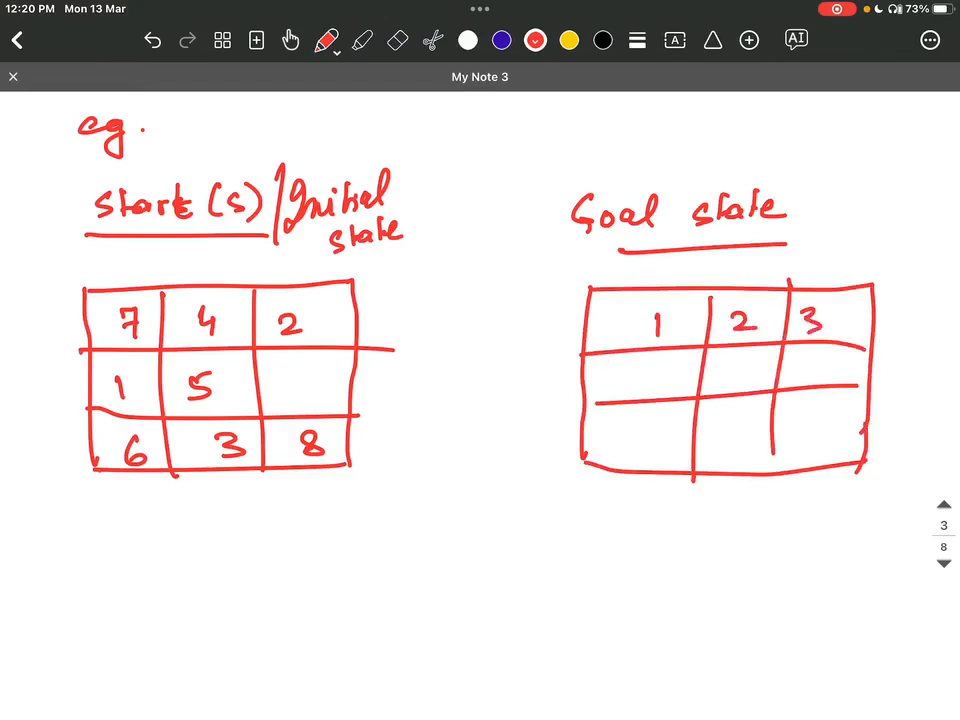 12:20 PM Mon 13 Mar
73%
A
AI
My Note 3
eg.
start (s) / Initial state
Goal state
7 4 2
1 5
6 3 8
1 2 3
3
8